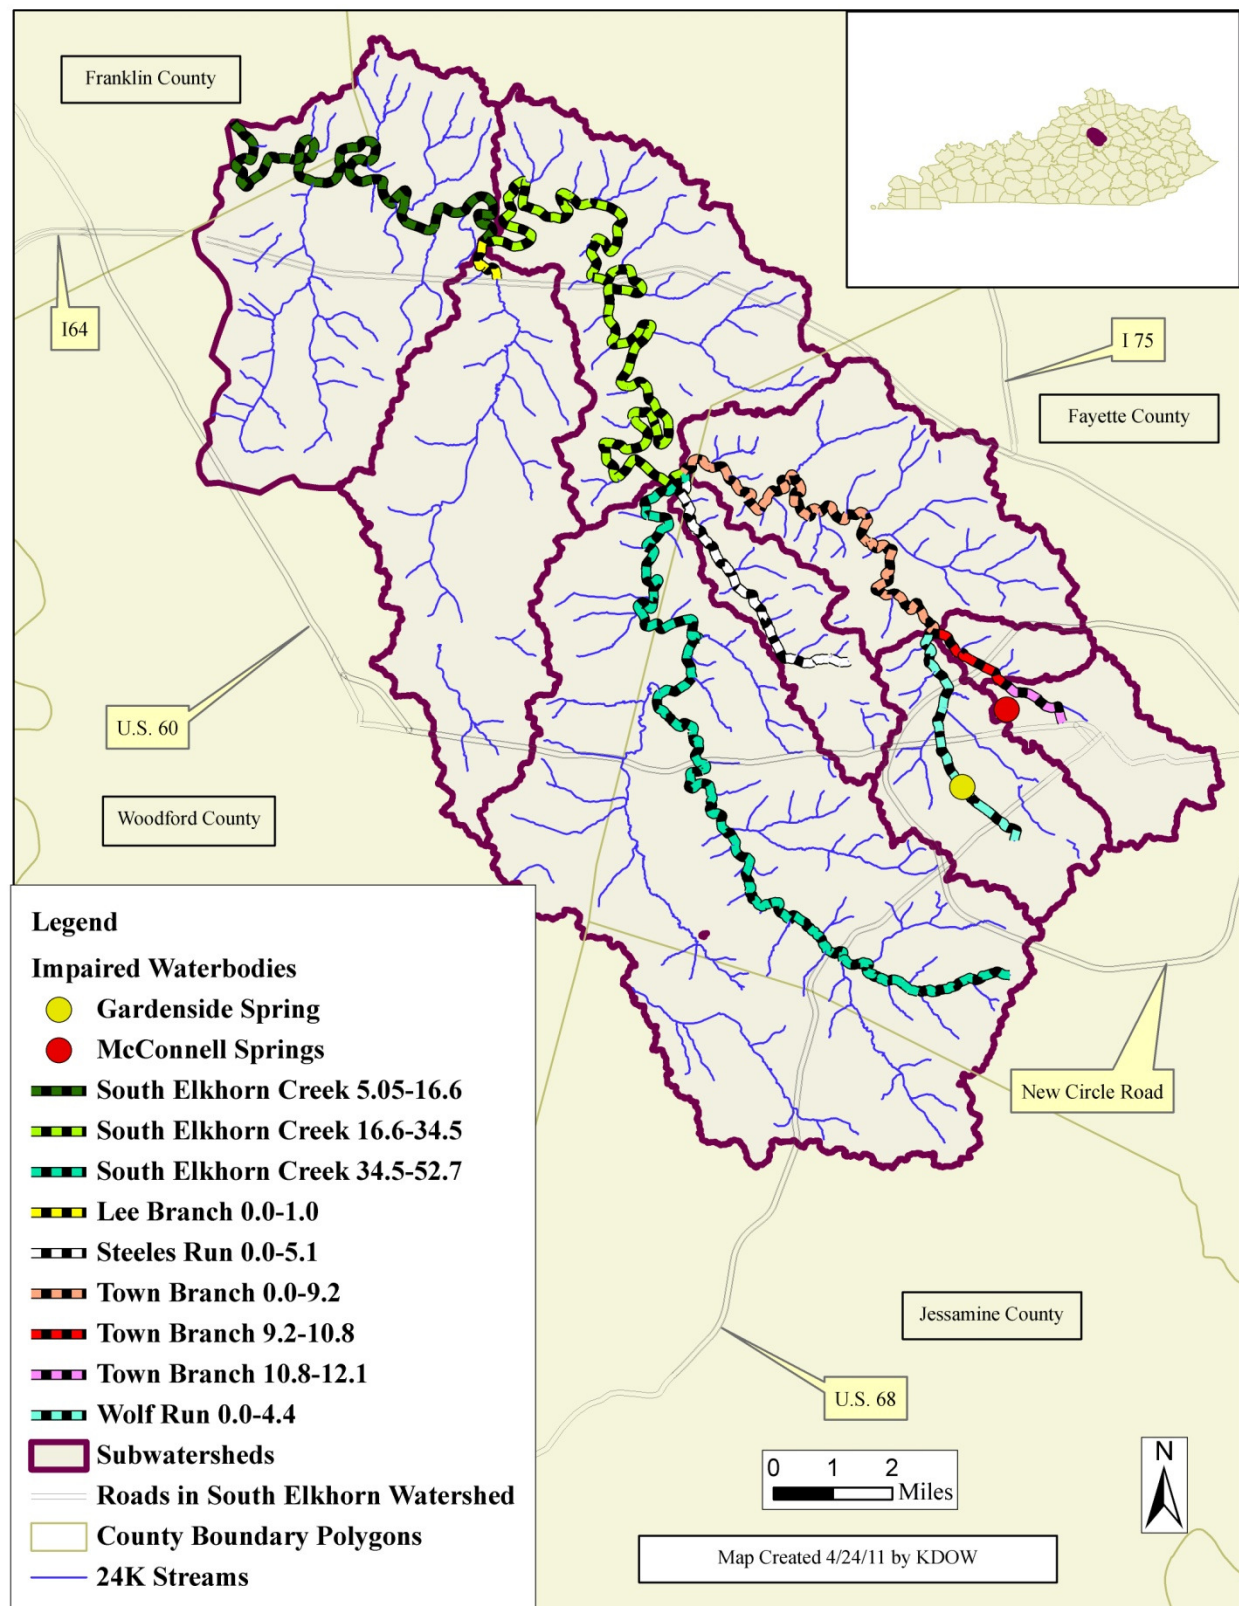 Franklin County
I64
I 75
Fayette County
U.S. 60
Woodford County
New Circle Road
Jessamine County
U.S. 68
Legend
Impaired Waterbodies
Gardenside Spring
McConnell Springs
South Elkhorn Creek 5.05-16.6
South Elkhorn Creek 16.6-34.5
South Elkhorn Creek 34.5-52.7
Lee Branch 0.0-1.0
Steeles Run 0.0-5.1
Town Branch 0.0-9.2
Town Branch 9.2-10.8
Town Branch 10.8-12.1
Wolf Run 0.0-4.4
Subwatersheds
Roads in South Elkhorn Watershed
County Boundary Polygons
24K Streams
0 1 2
Miles
N
Map Created 4/24/11 by KDOW